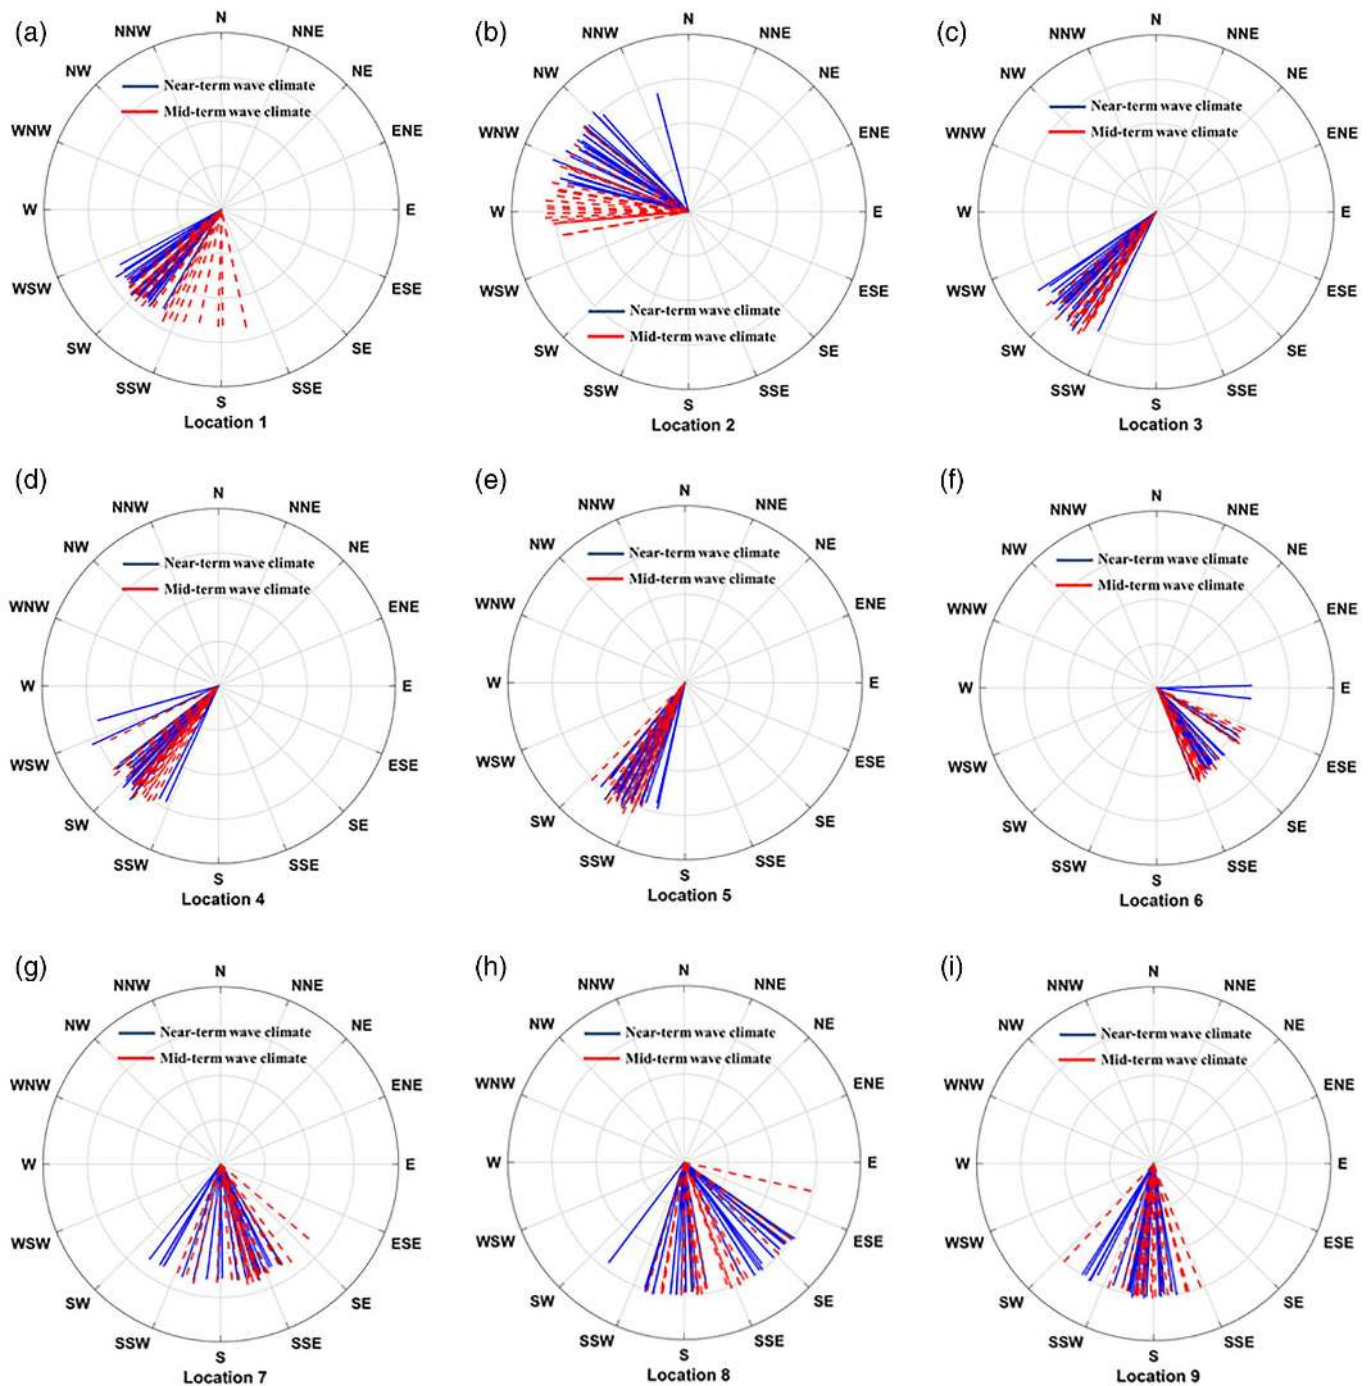 (a)
N
NNW
NNE
NW
NE
Near-term wave climate
Mid-term wave climate
WNW
ENE
W
E
WSW
ESE
SW
SE
SSW
SSE
S
Location 1
(b)
N
NNW
NNE
NW
NE
WNW
ENE
W
E
WSW
ESE
Near-term wave climate
Mid-term wave climate
SW
SE
SSW
SSE
S
Location 2
(c)
N
NNW
NNE
NW
NE
Near-term wave climate
Mid-term wave climate
WNW
ENE
W
E
WSW
ESE
SW
SE
SSW
SSE
S
Location 3
(d)
N
NNW
NNE
NW
NE
Near-term wave climate
Mid-term wave climate
WNW
ENE
W
E
WSW
ESE
SW
SE
SSW
SSE
S
Location 4
(e)
N
NNW
NNE
NW
NE
Near-term wave climate
Mid-term wave climate
WNW
ENE
W
E
WSW
ESE
SW
SE
SSW
SSE
S
Location 5
(f)
N
NNW
NNE
NW
NE
Near-term wave climate
Mid-term wave climate
WNW
ENE
W
E
WSW
ESE
SW
SE
SSW
SSE
S
Location 6
(g)
N
NNW
NNE
NW
NE
Near-term wave climate
Mid-term wave climate
WNW
ENE
W
E
WSW
ESE
SW
SE
SSW
SSE
S
Location 7
(h)
N
NNW
NNE
NW
NE
Near-term wave climate
Mid-term wave climate
WNW
ENE
W
E
WSW
ESE
SW
SE
SSW
SSE
S
Location 8
(i)
N
NNW
NNE
NW
NE
Near-term wave climate
Mid-term wave climate
WNW
ENE
W
E
WSW
ESE
SW
SE
SSW
SSE
S
Location 9